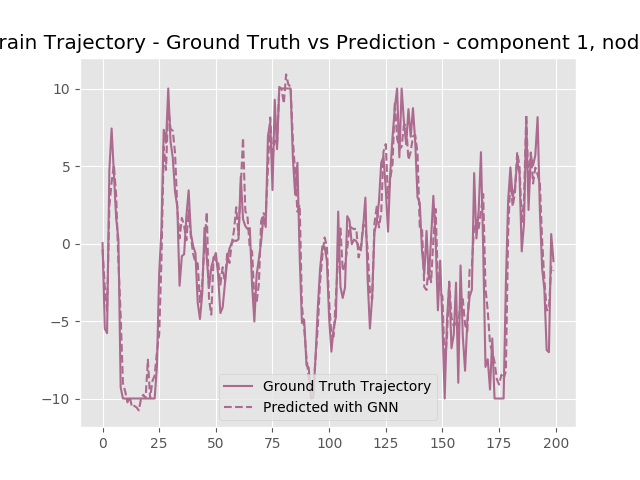 rain Trajectory - Ground Truth vs Prediction - component 1, nod
10
5
0
−5
−10
Ground Truth Trajectory
Predicted with GNN
0 25 50 75 100 125 150 175 200